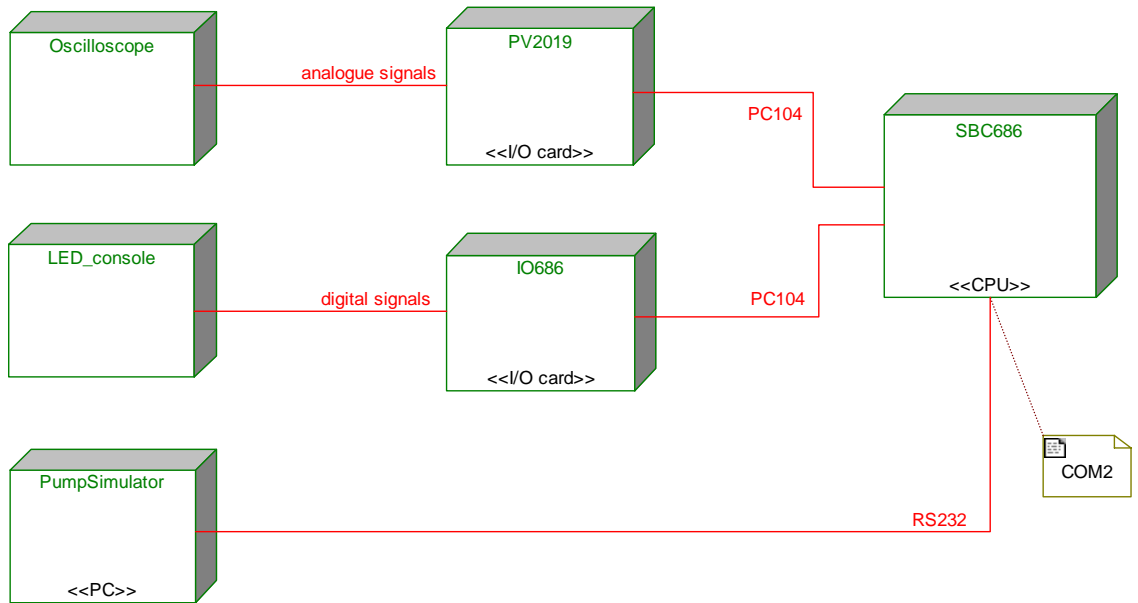 Oscilloscope
analogue signals
PV2019
<<I/O card>>
PC104
SBC686
<<CPU>>
LED_console
digital signals
IO686
<<I/O card>>
PC104
COM2
PumpSimulator
<<PC>>
RS232